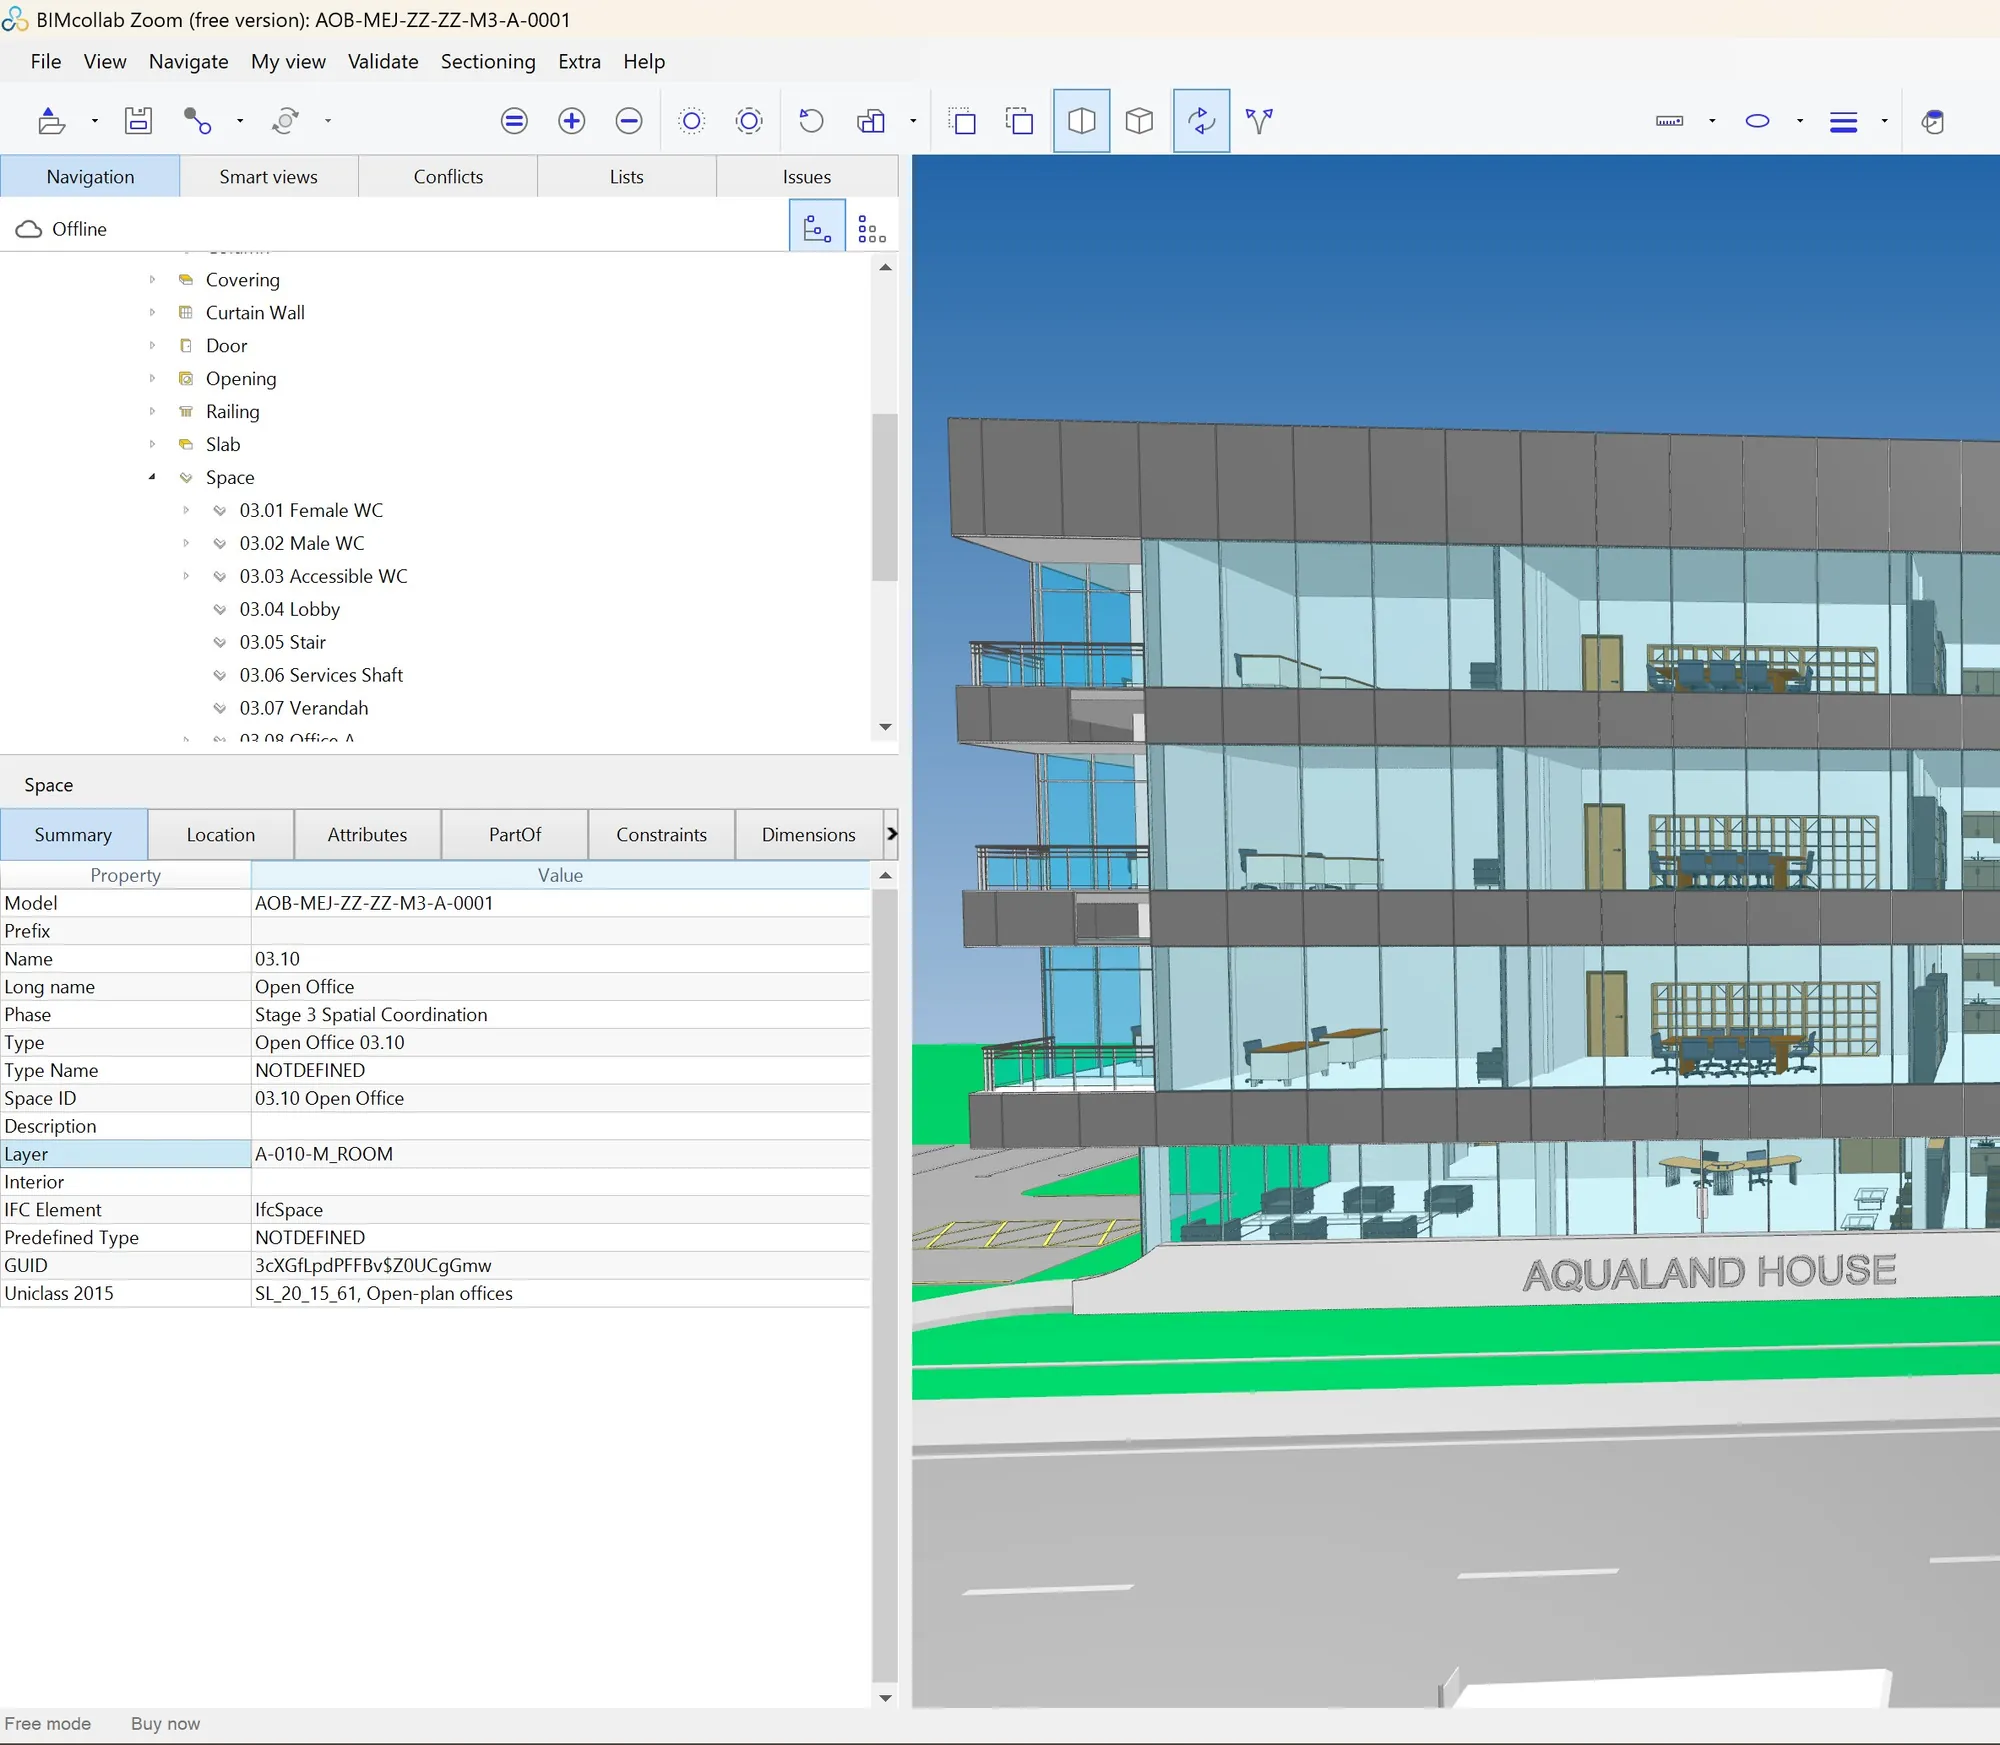 BIMcollab Zoom (free version): AOB-MEJ-ZZ-ZZ-M3-A-0001
File View Navigate My view Validate Sectioning Extra Help
Navigation Smart views Conflicts Lists Issues
Offline
Covering
Curtain Wall
Door
Opening
Railing
Slab
Space
03.01 Female WC
03.02 Male WC
03.03 Accessible WC
03.04 Lobby
03.05 Stair
03.06 Services Shaft
03.07 Verandah
03.08 Office A
Space
Summary Location Attributes PartOf Constraints Dimensions
Property Value
Model AOB-MEJ-ZZ-ZZ-M3-A-0001
Prefix
Name 03.10
Long name Open Office
Phase Stage 3 Spatial Coordination
Type Open Office 03.10
Type Name NOTDEFINED
Space ID 03.10 Open Office
Description
Layer A-010-M_ROOM
Interior
IFC Element IfcSpace
Predefined Type NOTDEFINED
GUID 3cXGfLpdPFFBv$Z0UCgGmw
Uniclass 2015 SL_20_15_61, Open-plan offices
AQUALAND HOUSE
Free mode Buy now